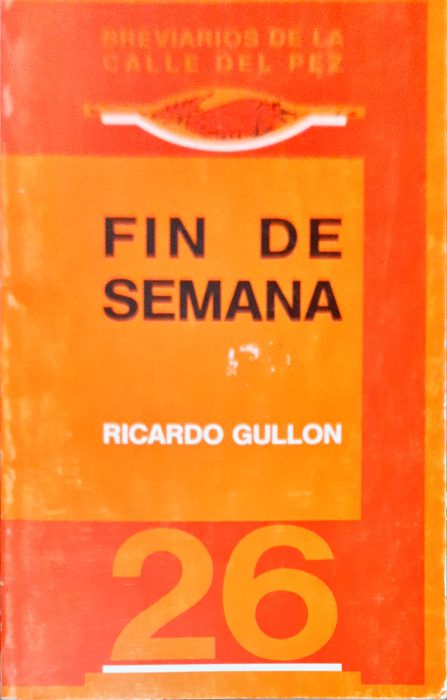 BREVIARIOS DE LA
CALLE DEL PEZ
FIN DE
SEMANA
RICARDO GULLON
26